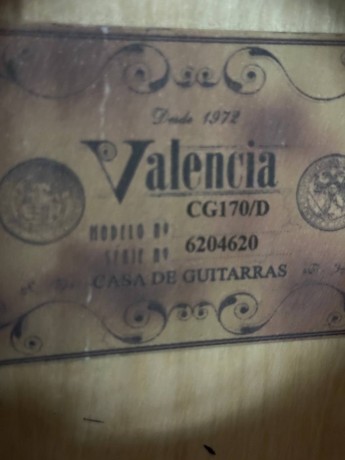 Desde 1972
Valencia
CG170/D
MODELO Nº
6204620
SERIE Nº
CASA DE GUITARRAS